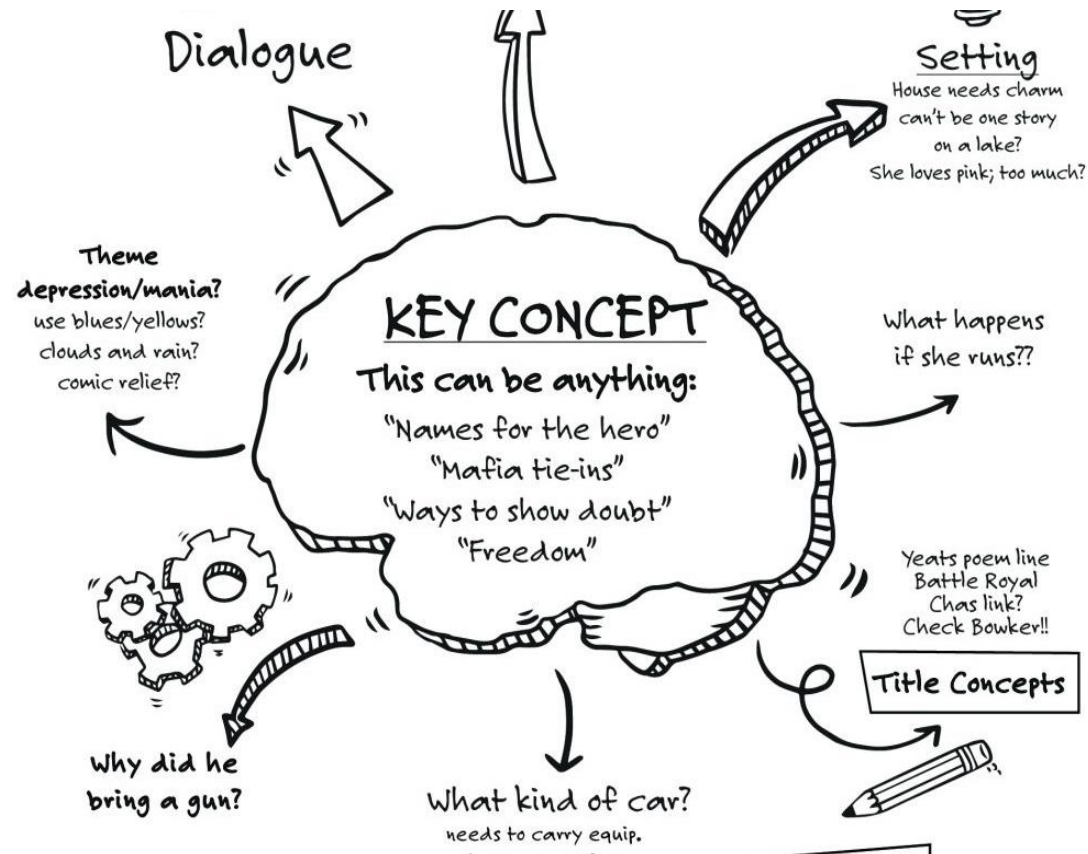 Dialogue
Setting
House needs charm
can't be one story
on a lake?
She loves pink; too much?
Theme
depression/mania?
use blues/yellows?
clouds and rain?
comic relief?
KEY CONCEPT
This can be anything:
"Names for the hero"
"Mafia tie-ins"
"Ways to show doubt"
"Freedom"
What happens
if she runs??
Yeats poem line
Battle Royal
Chas link?
Check Bowker!!
Title Concepts
Why did he
bring a gun?
What kind of car?
needs to carry equip.